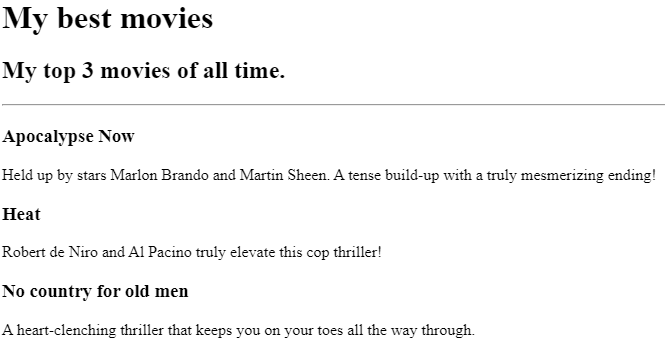 My best movies
My top 3 movies of all time.
Apocalypse Now
Held up by stars Marlon Brando and Martin Sheen. A tense build-up with a truly mesmerizing ending!
Heat
Robert de Niro and Al Pacino truly elevate this cop thriller!
No country for old men
A heart-clenching thriller that keeps you on your toes all the way through.